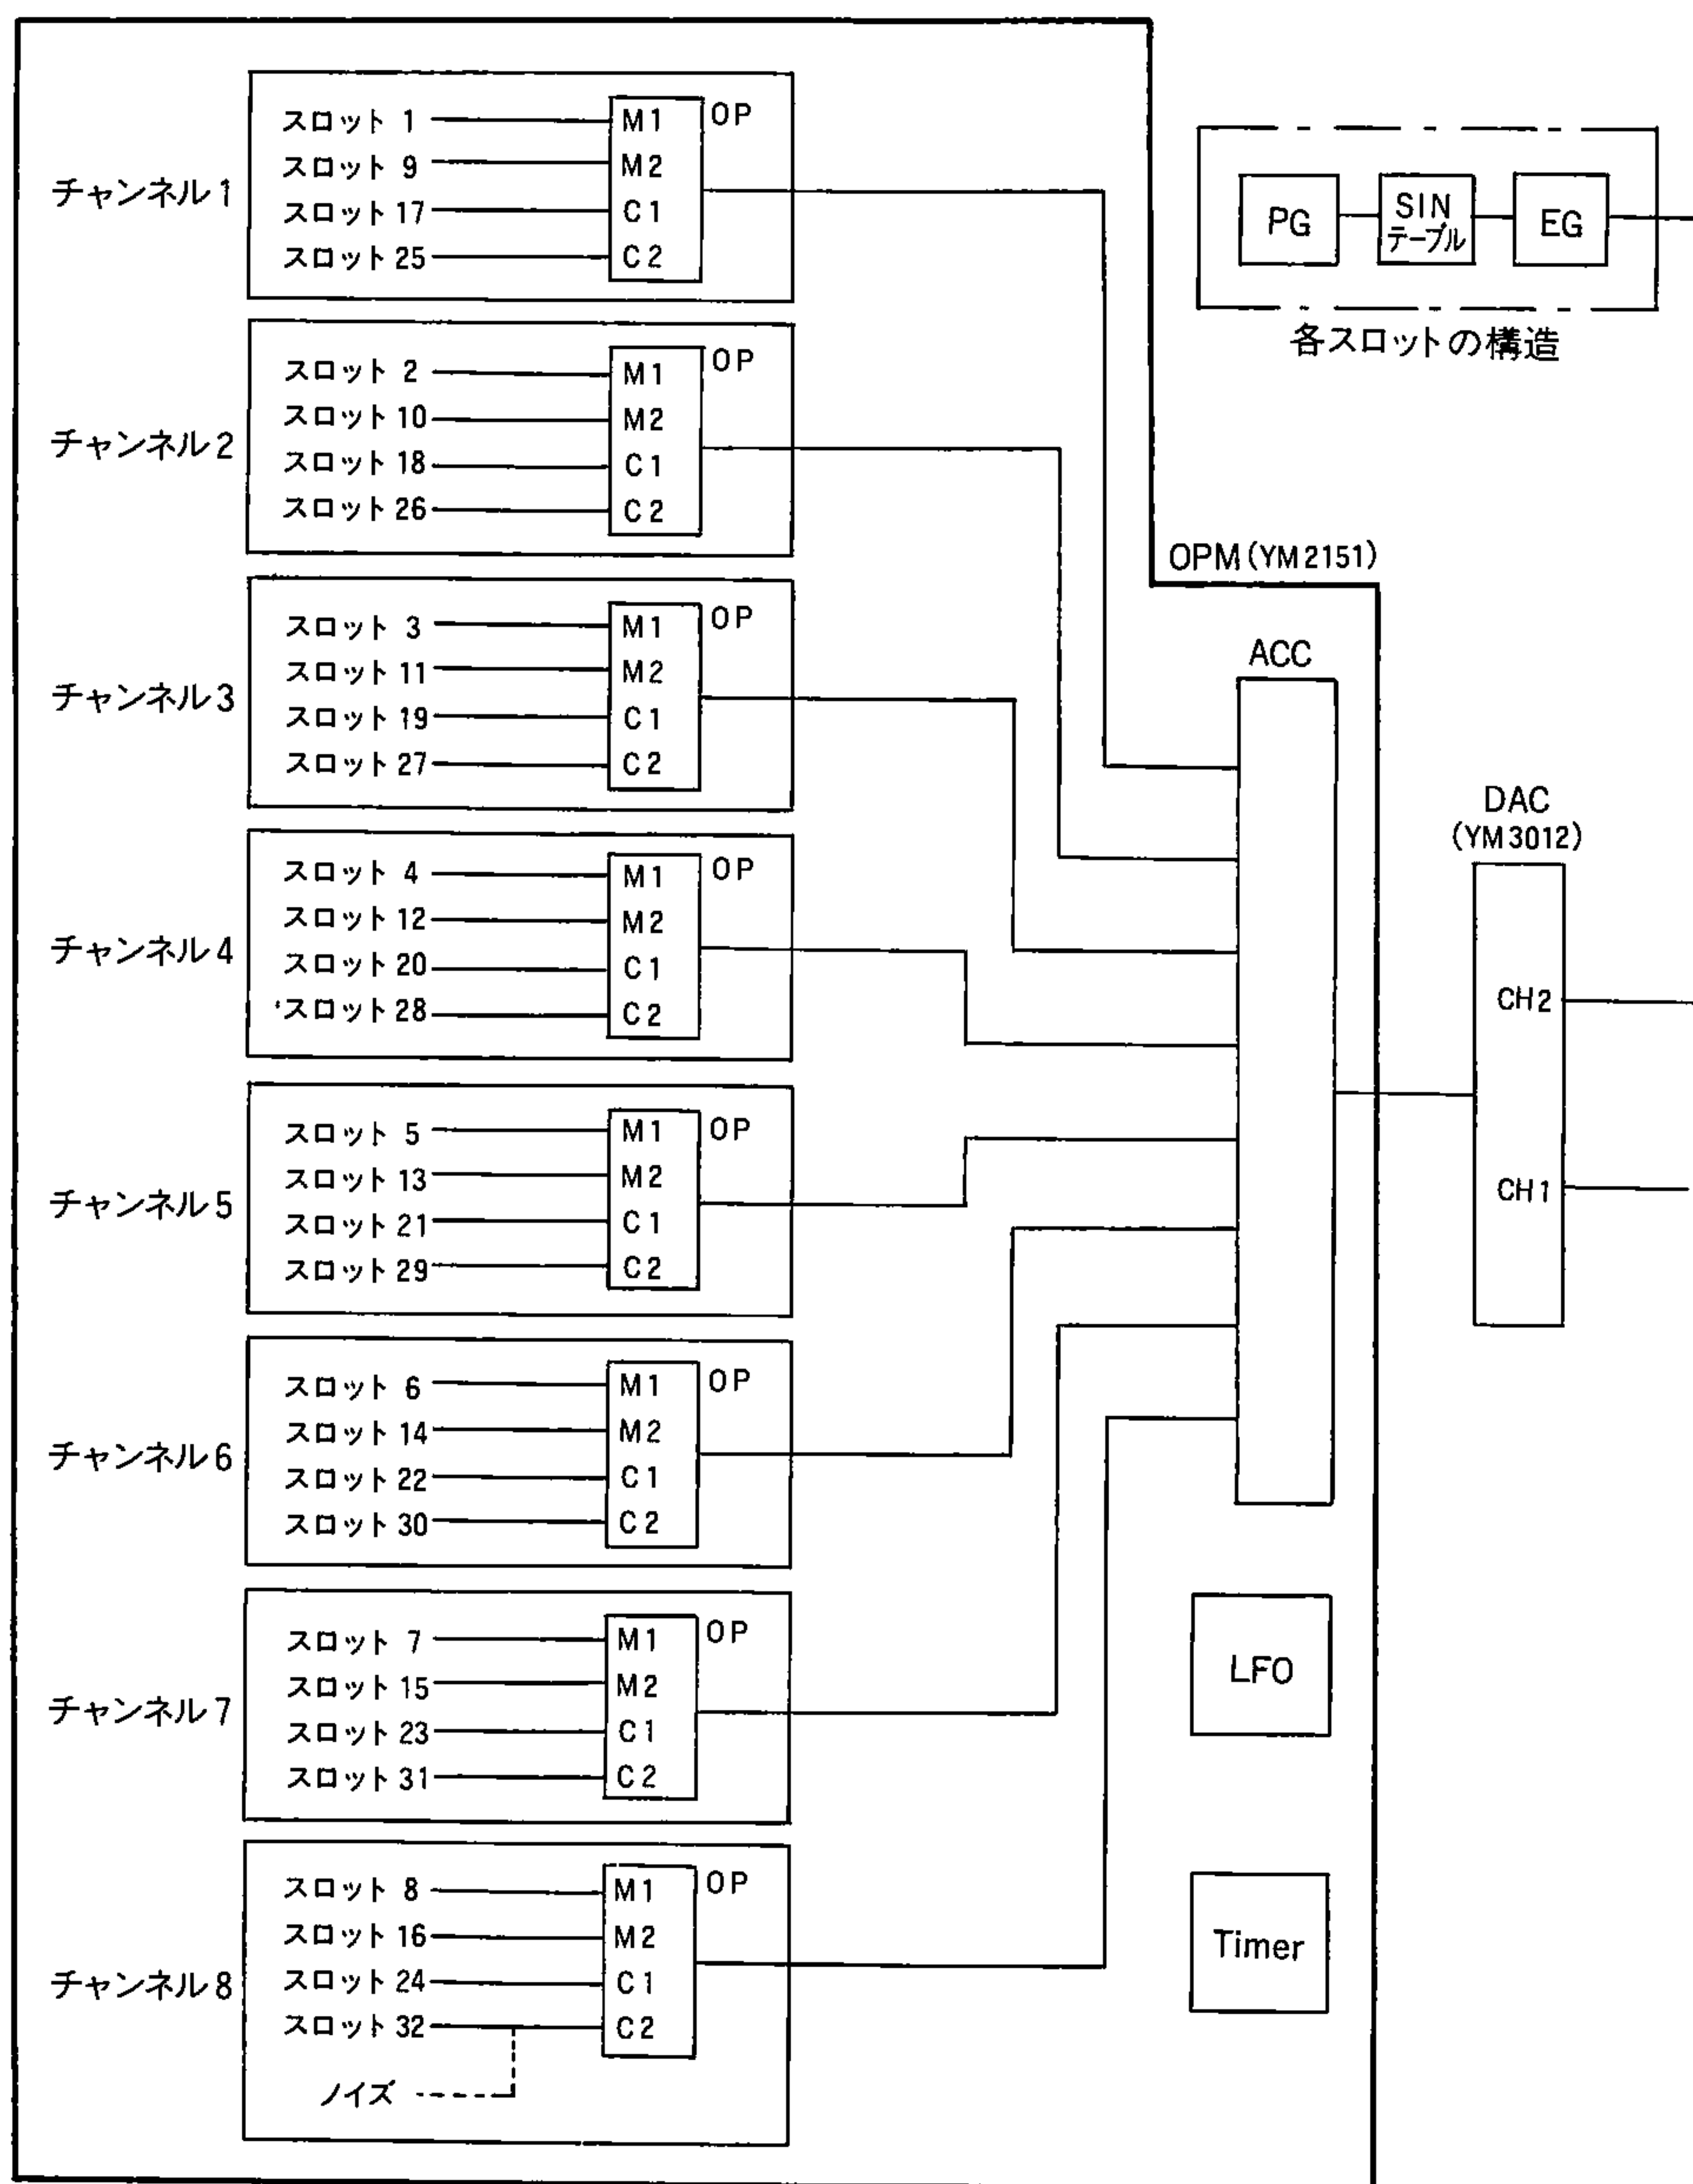 チャンネル1
スロット 1
スロット 9
スロット 17
スロット 25
M1
M2
C1
C2
OP
チャンネル2
スロット 2
スロット 10
スロット 18
スロット 26
M1
M2
C1
C2
OP
チャンネル3
スロット 3
スロット 11
スロット 19
スロット 27
M1
M2
C1
C2
OP
チャンネル4
スロット 4
スロット 12
スロット 20
スロット 28
M1
M2
C1
C2
OP
チャンネル5
スロット 5
スロット 13
スロット 21
スロット 29
M1
M2
C1
C2
OP
チャンネル6
スロット 6
スロット 14
スロット 22
スロット 30
M1
M2
C1
C2
OP
チャンネル7
スロット 7
スロット 15
スロット 23
スロット 31
M1
M2
C1
C2
OP
チャンネル8
スロット 8
スロット 16
スロット 24
スロット 32
ノイズ
M1
M2
C1
C2
OP
PG
SIN
テーブル
EG
各スロットの構造
OPM(YM2151)
ACC
DAC
(YM3012)
CH2
CH1
LFO
Timer